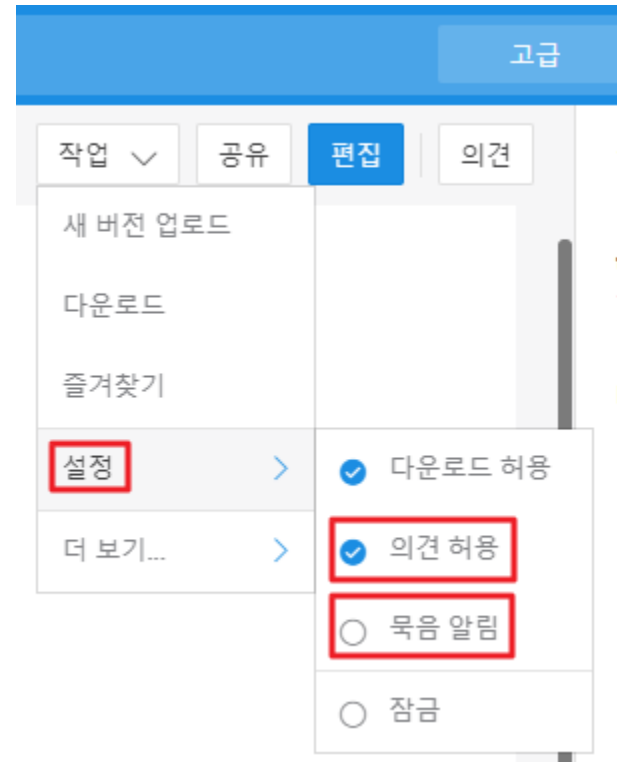 고급
작업 공유 편집 의견
새 버전 업로드
다운로드
즐겨찾기
설정
더 보기...
다운로드 허용
의견 허용
묵음 알림
잠금